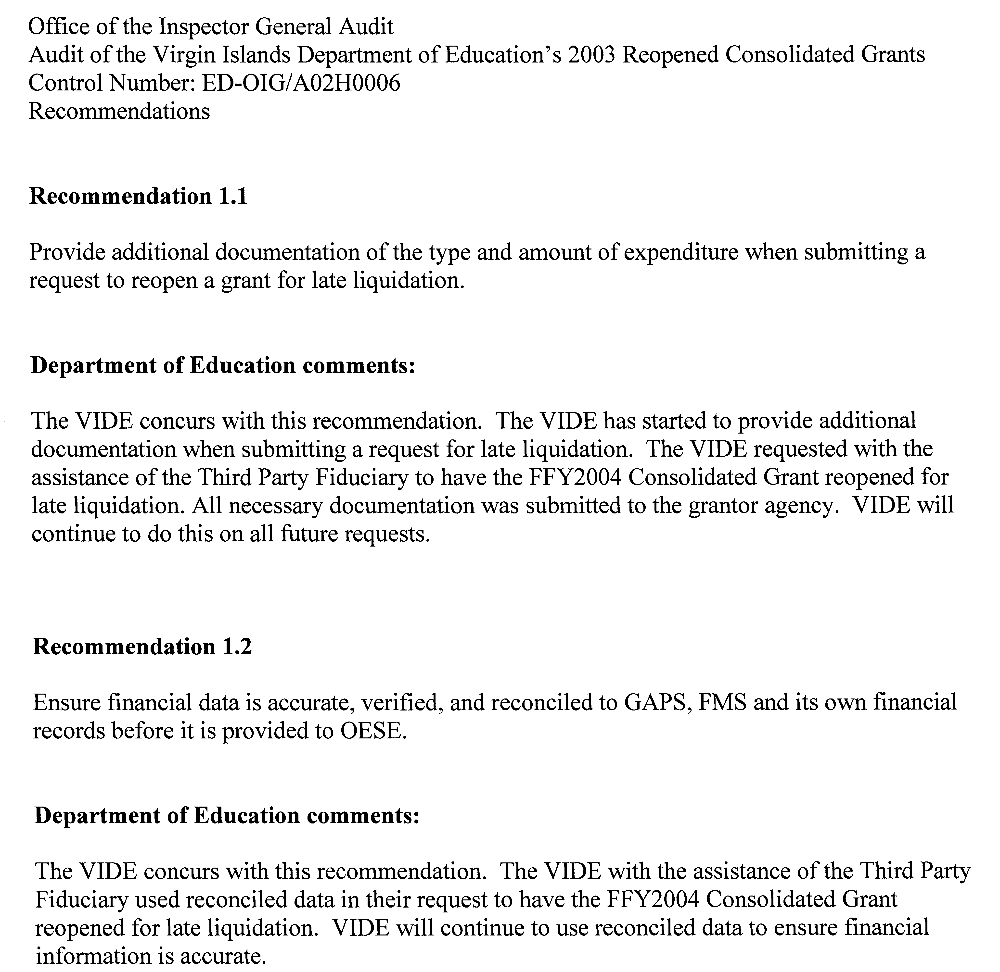 Office of the Inspector General Audit
Audit of the Virgin Islands Department of Education's 2003 Reopened Consolidated Grants
Control Number: ED-OIG/A02H0006
Recommendations
Recommendation 1.1
Provide additional documentation of the type and amount of expenditure when submitting a
request to reopen a grant for late liquidation.
Department of Education comments:
The VIDE concurs with this recommendation.  The VIDE has started to provide additional
documentation when submitting a request for late liquidation.  The VIDE requested with the
assistance of the Third Party Fiduciary to have the FFY2004 Consolidated Grant reopened for
late liquidation. All necessary documentation was submitted to the grantor agency.  VIDE will
continue to do this on all future requests.
Recommendation 1.2
Ensure financial data is accurate, verified, and reconciled to GAPS, FMS and its own financial
records before it is provided to OESE.
Department of Education comments:
The VIDE concurs with this recommendation.  The VIDE with the assistance of the Third Party
Fiduciary used reconciled data in their request to have the FFY2004 Consolidated Grant
reopened for late liquidation.  VIDE will continue to use reconciled data to ensure financial
information is accurate.